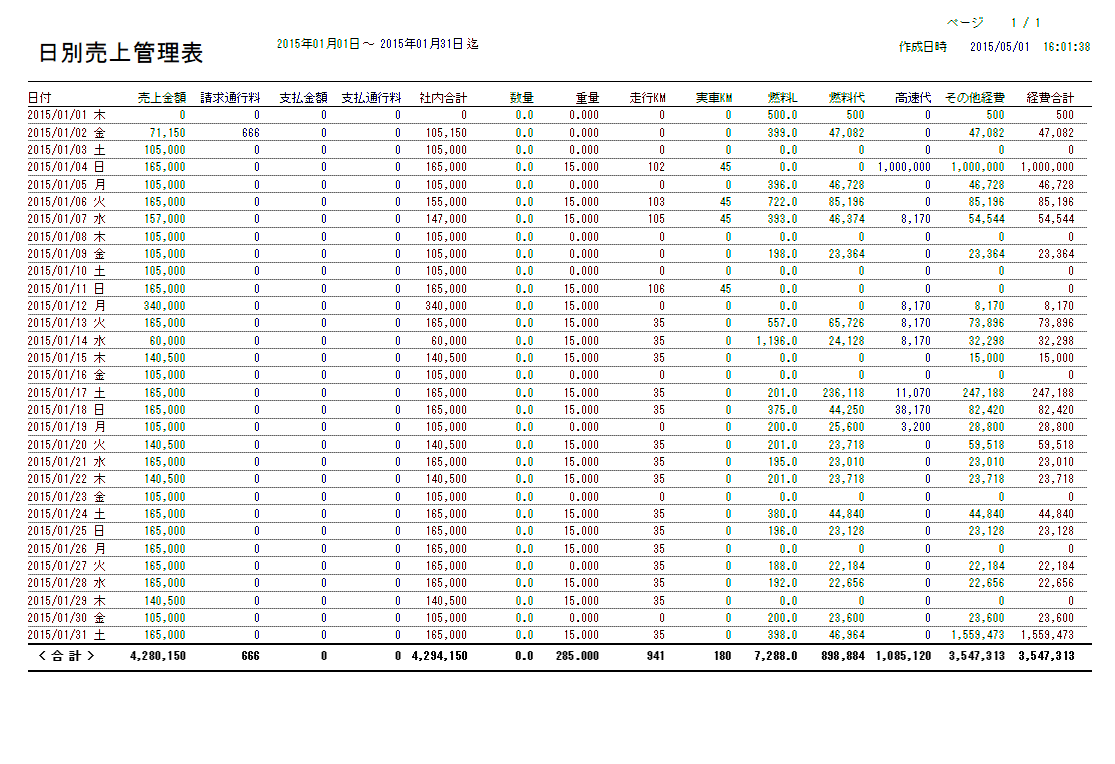 ページ 1 / 1
日別売上管理表 2015年01月01日 ～ 2015年01月31日 迄 作成日時 2015/05/01 16:01:38
日付 売上金額 請求通行料 支払金額 支払通行料 社内合計 数量 重量 走行KM 実車KM 燃料L 燃料代 高速代 その他経費 経費合計
2015/01/01 木 0 0 0 0 0 0.0 0.000 0 0 500.0 500 0 500 500
2015/01/02 金 71,150 666 0 0 105,150 0.0 0.000 0 0 399.0 47,082 0 47,082 47,082
2015/01/03 土 105,000 0 0 0 105,000 0.0 0.000 0 0 0.0 0 0 0 0
2015/01/04 日 165,000 0 0 0 165,000 0.0 15.000 102 45 0.0 0 1,000,000 1,000,000 1,000,000
2015/01/05 月 105,000 0 0 0 105,000 0.0 0.000 0 0 396.0 46,728 0 46,728 46,728
2015/01/06 火 165,000 0 0 0 155,000 0.0 15.000 103 45 722.0 85,196 0 85,196 85,196
2015/01/07 水 157,000 0 0 0 147,000 0.0 15.000 105 45 393.0 46,374 8,170 54,544 54,544
2015/01/08 木 105,000 0 0 0 105,000 0.0 0.000 0 0 0.0 0 0 0 0
2015/01/09 金 105,000 0 0 0 105,000 0.0 0.000 0 0 198.0 23,364 0 23,364 23,364
2015/01/10 土 105,000 0 0 0 105,000 0.0 0.000 0 0 0.0 0 0 0 0
2015/01/11 日 165,000 0 0 0 165,000 0.0 15.000 106 45 0.0 0 0 0 0
2015/01/12 月 340,000 0 0 0 340,000 0.0 15.000 0 0 0.0 0 8,170 8,170 8,170
2015/01/13 火 165,000 0 0 0 165,000 0.0 15.000 35 0 557.0 65,726 8,170 73,896 73,896
2015/01/14 水 60,000 0 0 0 60,000 0.0 15.000 35 0 1,196.0 24,128 8,170 32,298 32,298
2015/01/15 木 140,500 0 0 0 140,500 0.0 15.000 35 0 0.0 0 0 15,000 15,000
2015/01/16 金 105,000 0 0 0 105,000 0.0 0.000 0 0 0.0 0 0 0 0
2015/01/17 土 165,000 0 0 0 165,000 0.0 15.000 35 0 201.0 236,118 11,070 247,188 247,188
2015/01/18 日 165,000 0 0 0 165,000 0.0 15.000 35 0 375.0 44,250 38,170 82,420 82,420
2015/01/19 月 105,000 0 0 0 105,000 0.0 0.000 0 0 200.0 25,600 3,200 28,800 28,800
2015/01/20 火 140,500 0 0 0 140,500 0.0 15.000 35 0 201.0 23,718 0 59,518 59,518
2015/01/21 水 165,000 0 0 0 165,000 0.0 15.000 35 0 195.0 23,010 0 23,010 23,010
2015/01/22 木 140,500 0 0 0 140,500 0.0 15.000 35 0 201.0 23,718 0 23,718 23,718
2015/01/23 金 105,000 0 0 0 105,000 0.0 0.000 0 0 0.0 0 0 0 0
2015/01/24 土 165,000 0 0 0 165,000 0.0 15.000 35 0 380.0 44,840 0 44,840 44,840
2015/01/25 日 165,000 0 0 0 165,000 0.0 15.000 35 0 196.0 23,128 0 23,128 23,128
2015/01/26 月 165,000 0 0 0 165,000 0.0 15.000 35 0 0.0 0 0 0 0
2015/01/27 火 165,000 0 0 0 165,000 0.0 15.000 35 0 188.0 22,184 0 22,184 22,184
2015/01/28 水 165,000 0 0 0 165,000 0.0 15.000 35 0 192.0 22,656 0 22,656 22,656
2015/01/29 木 140,500 0 0 0 140,500 0.0 15.000 35 0 0.0 0 0 0 0
2015/01/30 金 105,000 0 0 0 105,000 0.0 0.000 0 0 200.0 23,600 0 23,600 23,600
2015/01/31 土 165,000 0 0 0 165,000 0.0 15.000 35 0 398.0 46,964 0 1,559,473 1,559,473
＜ 合 計 ＞ 4,280,150 666 0 0 4,294,150 0.0 285.000 941 180 7,288.0 898,884 1,085,120 3,547,313 3,547,313